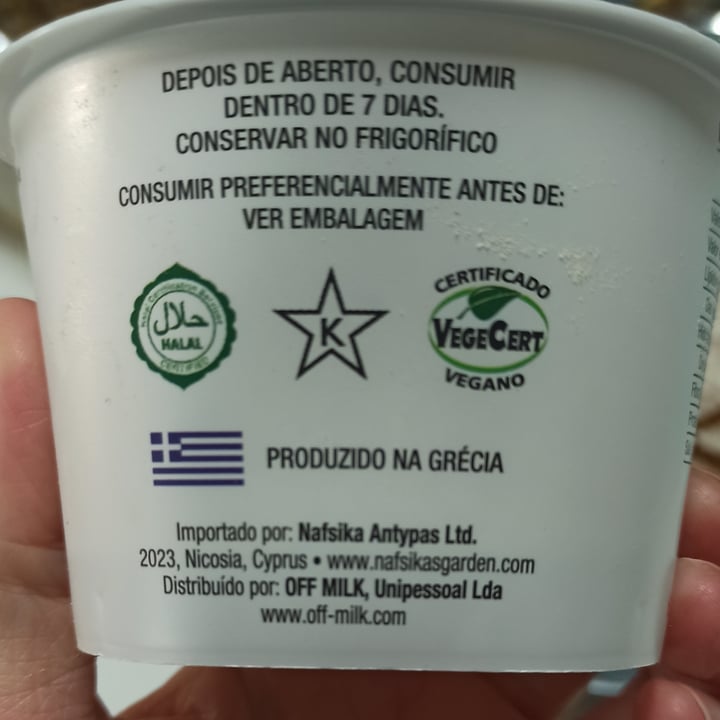 DEPOIS DE ABERTO, CONSUMIR
DENTRO DE 7 DIAS.
CONSERVAR NO FRIGORÍFICO
CONSUMIR PREFERENCIALMENTE ANTES DE:
VER EMBALAGEM
حلال
HALAL
CERTIFIED
K
CERTIFICADO
VEGECERT
VEGANO
PRODUZIDO NA GRÉCIA
Importado por: Nafsika Antypas Ltd.
2023, Nicosia, Cyprus • www.nafsikasgarden.com
Distribuído por: OFF MILK, Unipessoal Lda
www.off-milk.com